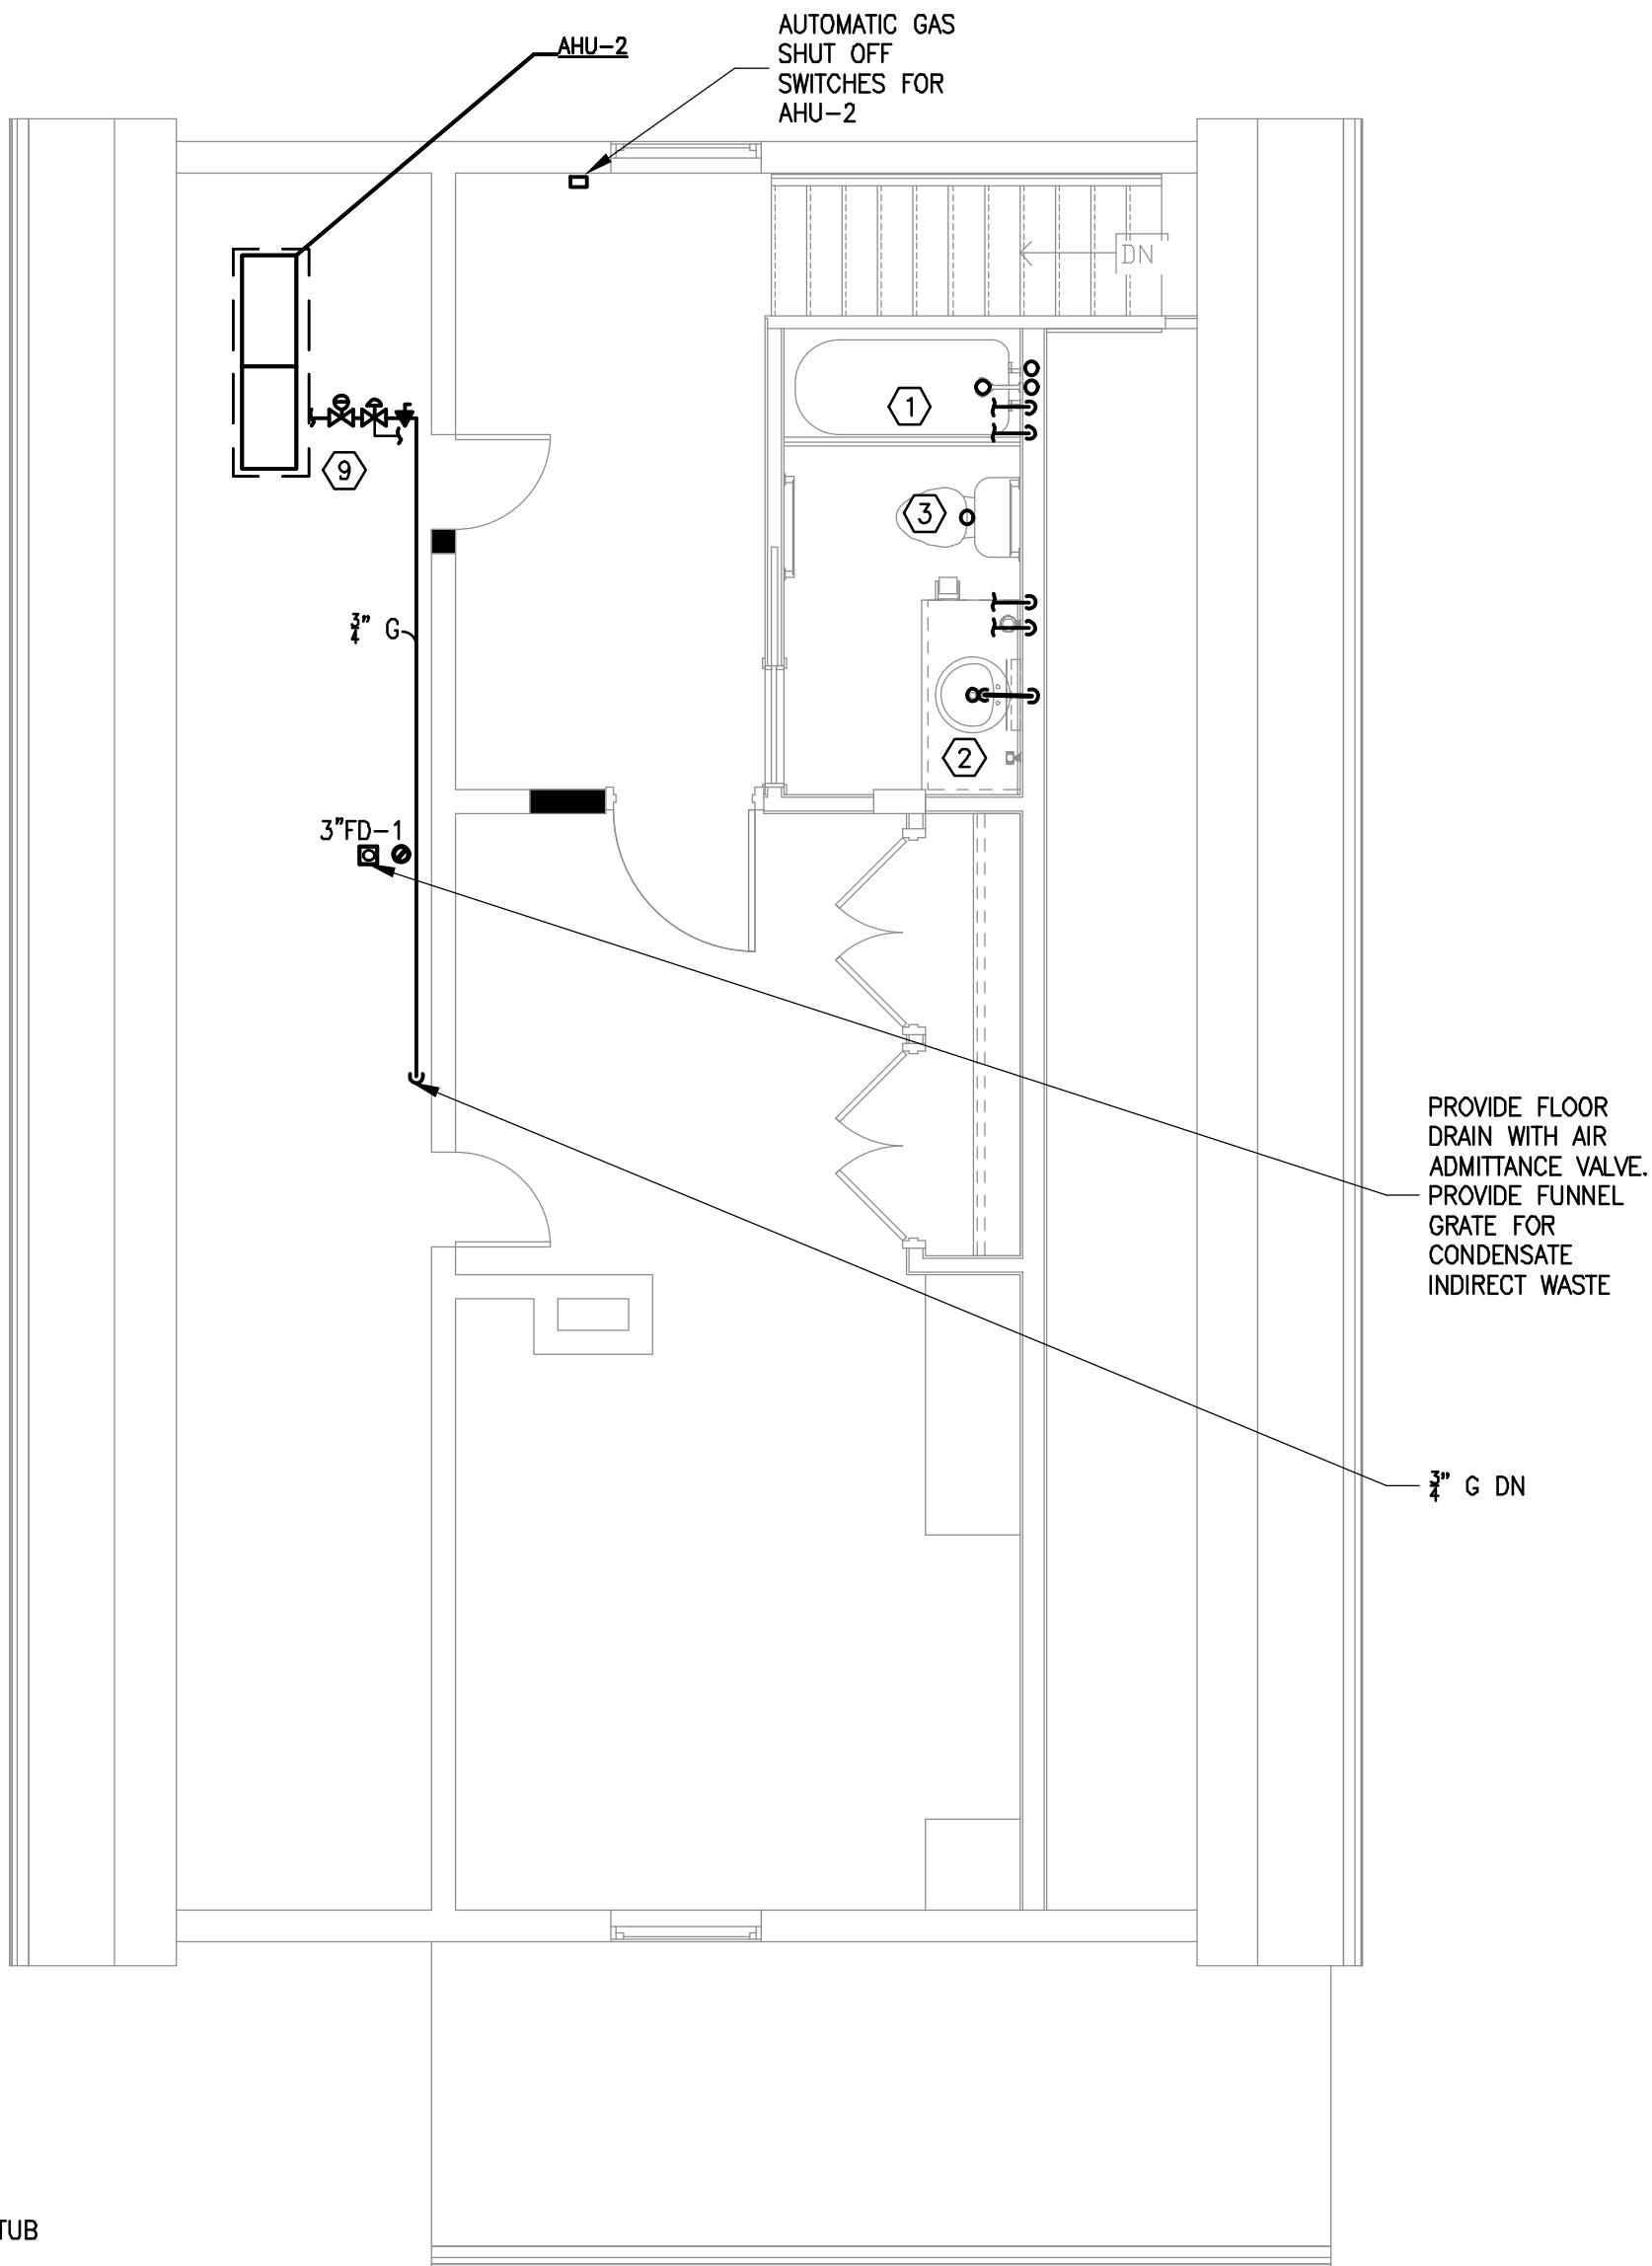 AHU-2
AUTOMATIC GAS
SHUT OFF
SWITCHES FOR
AHU-2
DN
1
9
3
3/4" G
2
3"FD-1
PROVIDE FLOOR
DRAIN WITH AIR
ADMITTANCE VALVE.
PROVIDE FUNNEL
GRATE FOR
CONDENSATE
INDIRECT WASTE
3/4" G DN
TUB